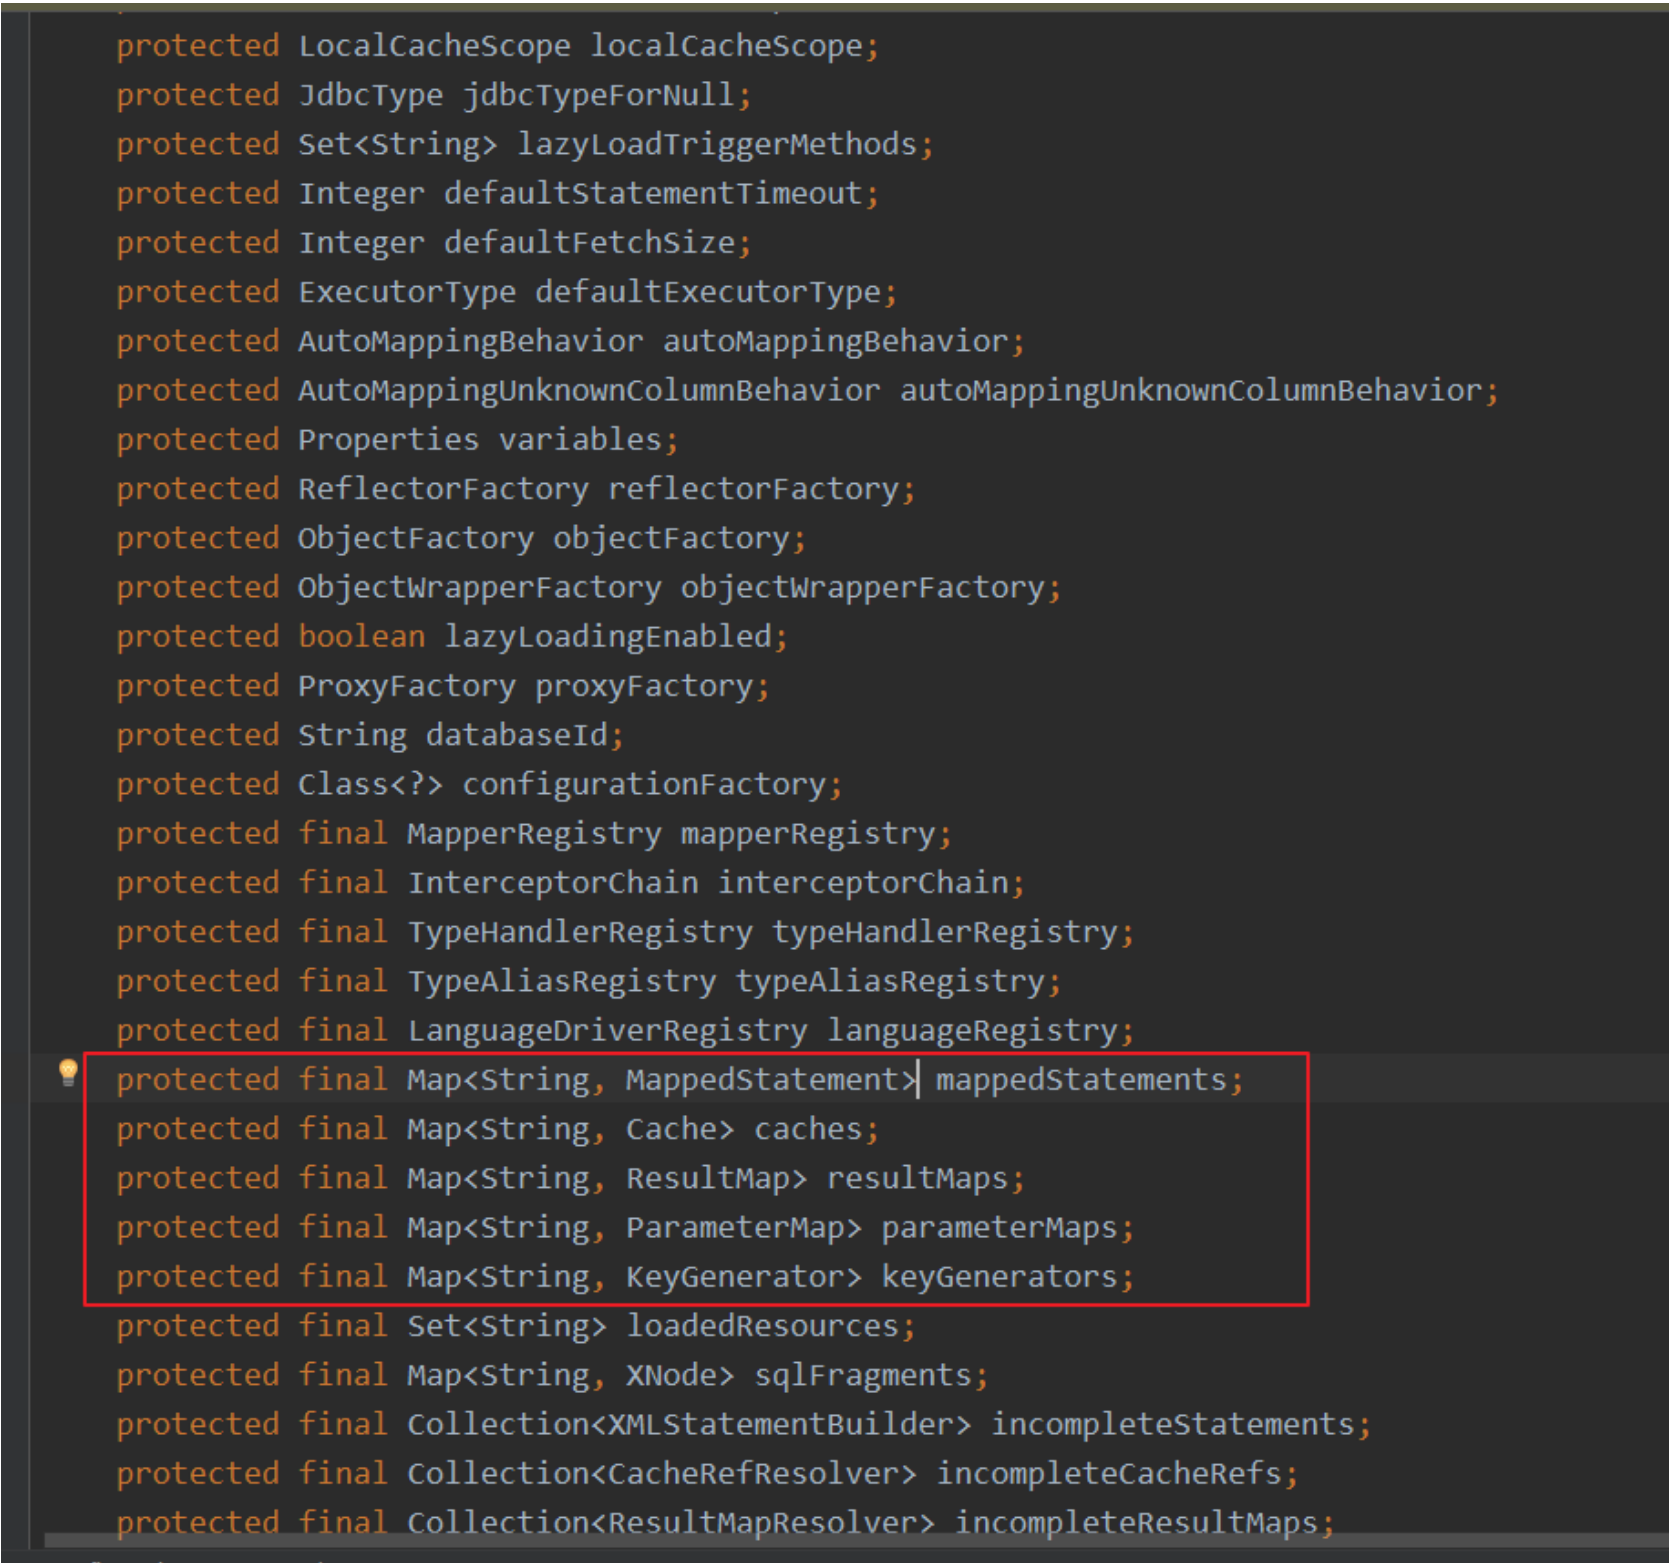 protected LocalCacheScope localCacheScope;
protected JdbcType jdbcTypeForNull;
protected Set<String> lazyLoadTriggerMethods;
protected Integer defaultStatementTimeout;
protected Integer defaultFetchSize;
protected ExecutorType defaultExecutorType;
protected AutoMappingBehavior autoMappingBehavior;
protected AutoMappingUnknownColumnBehavior autoMappingUnknownColumnBehavior;
protected Properties variables;
protected ReflectorFactory reflectorFactory;
protected ObjectFactory objectFactory;
protected ObjectWrapperFactory objectWrapperFactory;
protected boolean lazyLoadingEnabled;
protected ProxyFactory proxyFactory;
protected String databaseId;
protected Class<?> configurationFactory;
protected final MapperRegistry mapperRegistry;
protected final InterceptorChain interceptorChain;
protected final TypeHandlerRegistry typeHandlerRegistry;
protected final TypeAliasRegistry typeAliasRegistry;
protected final LanguageDriverRegistry languageRegistry;
protected final Map<String, MappedStatement> mappedStatements;
protected final Map<String, Cache> caches;
protected final Map<String, ResultMap> resultMaps;
protected final Map<String, ParameterMap> parameterMaps;
protected final Map<String, KeyGenerator> keyGenerators;
protected final Set<String> loadedResources;
protected final Map<String, XNode> sqlFragments;
protected final Collection<XMLStatementBuilder> incompleteStatements;
protected final Collection<CacheRefResolver> incompleteCacheRefs;
protected final Collection<ResultMapResolver> incompleteResultMaps;